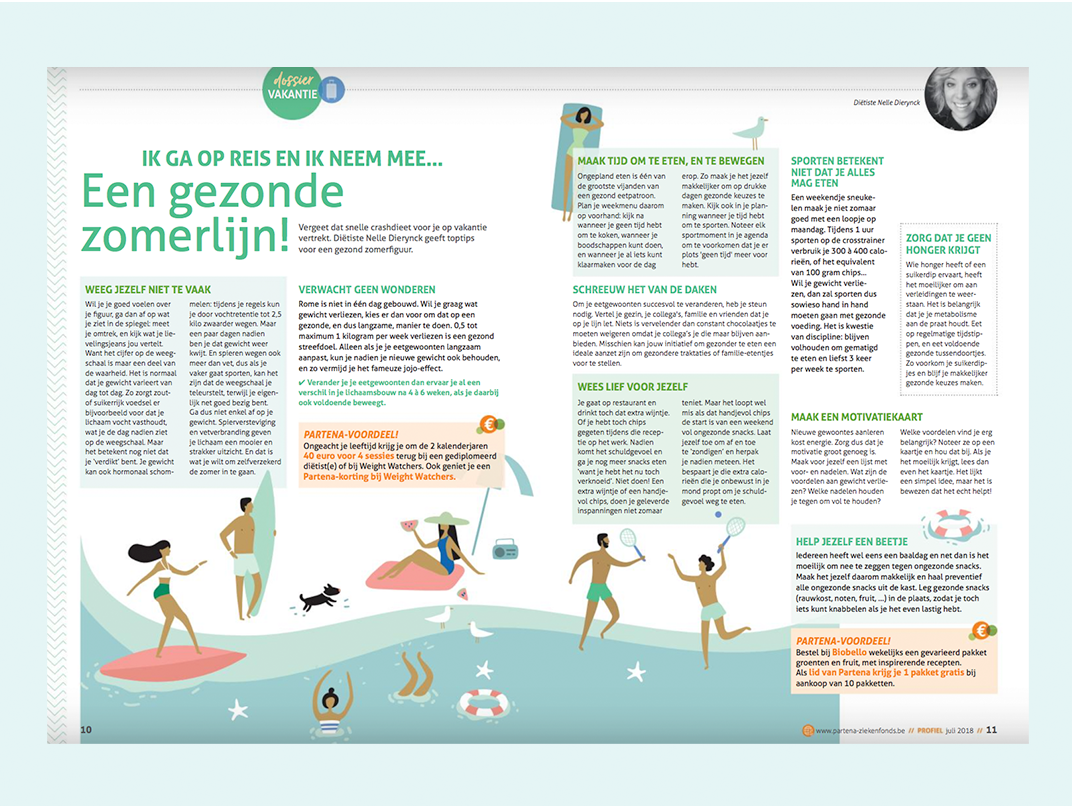 dossier
VAKANTIE
Diëtiste Nelle Dierynck
IK GA OP REIS EN IK NEEM MEE...
Een gezonde
zomerlijn!
Vergeet dat snelle crashdieet voor je op vakantie
vertrekt. Diëtiste Nelle Dierynck geeft toptips
voor een gezond zomerfiguur.
WEEG JEZELF NIET TE VAAK
Wil je je goed voelen over
je figuur, ga dan af op wat
je ziet in de spiegel: meet
je omtrek, en kijk wat je lie-
velingsjeans jou vertelt.
Want het cijfer op de weeg-
schaal is maar een deel van
de waarheid. Het is normaal
dat je gewicht varieert van
dag tot dag. Zo zorgt zout-
of suikerrijk voedsel er
bijvoorbeeld voor dat je
lichaam vocht vasthoudt,
wat je de dag nadien ziet
op de weegschaal. Maar
het betekent nog niet dat
je 'verdikt' bent. Je gewicht
kan ook hormonaal schom-
melen: tijdens je regels kun
je door vochtretentie tot 2,5
kilo zwaarder wegen. Maar
een paar dagen nadien
ben je dat gewicht weer
kwijt. En spieren wegen ook
meer dan vet, dus als je
vaker gaat sporten, kan het
zijn dat de weegschaal je
teleurstelt, terwijl je eigen-
lijk net goed bezig bent.
Ga dus niet enkel af op je
gewicht. Spierversteviging
en vetverbranding geven
je lichaam een mooier en
strakker uitzicht. En dat is
wat je wilt om zelfverzekerd
de zomer in te gaan.
VERWACHT GEEN WONDEREN
Rome is niet in één dag gebouwd. Wil je graag wat
gewicht verliezen, kies er dan voor om dat op een
gezonde, en dus langzame, manier te doen. 0,5 tot
maximum 1 kilogram per week verliezen is een gezond
streefdoel. Alleen als je je eetgewoonten langzaam
aanpast, kun je nadien je nieuwe gewicht ook behouden,
en zo vermijd je het fameuze jojo-effect.
✔ Verander je je eetgewoonten dan ervaar je al een
verschil in je lichaamsbouw na 4 à 6 weken, als je daarbij
ook voldoende beweegt.
€
PARTENA-VOORDEEL!
Ongeacht je leeftijd krijg je om de 2 kalenderjaren
40 euro voor 4 sessies terug bij een gediplomeerd
diëtist(e) of bij Weight Watchers. Ook geniet je een
Partena-korting bij Weight Watchers.
MAAK TIJD OM TE ETEN, EN TE BEWEGEN
Ongepland eten is één van
de grootste vijanden van
een gezond eetpatroon.
Plan je weekmenu daarom
op voorhand: kijk na
wanneer je geen tijd hebt
om te koken, wanneer je
boodschappen kunt doen,
en wanneer je al iets kunt
klaarmaken voor de dag
erop. Zo maak je het jezelf
makkelijker om op drukke
dagen gezonde keuzes te
maken. Kijk ook in je plan-
ning wanneer je tijd hebt
om te sporten. Noteer elk
sportmoment in je agenda
om te voorkomen dat je er
plots 'geen tijd' meer voor
hebt.
SCHREEUW HET VAN DE DAKEN
Om je eetgewoonten succesvol te veranderen, heb je steun
nodig. Vertel je gezin, je collega's, familie en vrienden dat je
op je lijn let. Niets is vervelender dan constant chocolaatjes te
moeten weigeren omdat je collega's je die maar blijven aan-
bieden. Misschien kan jouw initiatief om gezonder te eten een
ideale aanzet zijn om gezondere traktaties of familie-etentjes
voor te stellen.
WEES LIEF VOOR JEZELF
Je gaat op restaurant en
drinkt toch dat extra wijntje.
Of je hebt toch chips
gegeten tijdens die recep-
tie op het werk. Nadien
komt het schuldgevoel en
ga je nog meer snacks eten
'want je hebt het nu toch
verknoeid'. Niet doen! Een
extra wijntje of een handje-
vol chips, doen je geleverde
inspanningen niet zomaar
teniet. Maar het loopt wel
mis als dat handjevol chips
de start is van een weekend
vol ongezonde snacks. Laat
jezelf toe om af en toe
te 'zondigen' en herpak
je nadien meteen. Het
bespaart je die extra calo-
rieën die je onbewust in je
mond propt om je schuld-
gevoel weg te eten.
SPORTEN BETEKENT
NIET DAT JE ALLES
MAG ETEN
Een weekendje sneuke-
len maak je niet zomaar
goed met een loopje op
maandag. Tijdens 1 uur
sporten op de crosstrainer
verbruik je 300 à 400 calo-
rieën, of het equivalent
van 100 gram chips...
Wil je gewicht verlie-
zen, dan zal sporten dus
sowieso hand in hand
moeten gaan met gezonde
voeding. Het is kwestie
van discipline: blijven
volhouden om gematigd
te eten en liefst 3 keer
per week te sporten.
ZORG DAT JE GEEN
HONGER KRIJGT
Wie honger heeft of een
suikerdip ervaart, heeft
het moeilijker om aan
verleidingen te weer-
staan. Het is belangrijk
dat je je metabolisme
aan de praat houdt. Eet
op regelmatige tijdstip-
pen, en eet voldoende
gezonde tussendoortjes.
Zo voorkom je suikerdip-
jes en blijf je makkelijker
gezonde keuzes maken.
MAAK EEN MOTIVATIEKAART
Nieuwe gewoontes aanleren
kost energie. Zorg dus dat je
motivatie groot genoeg is.
Maak voor jezelf een lijst met
voor- en nadelen. Wat zijn de
voordelen aan gewicht verlie-
zen? Welke nadelen houden
je tegen om vol te houden?
Welke voordelen vind je erg
belangrijk? Noteer ze op een
kaartje en hou dat bij. Als je
het moeilijk krijgt, lees dan
even het kaartje. Het lijkt
een simpel idee, maar het is
bewezen dat het echt helpt!
HELP JEZELF EEN BEETJE
Iedereen heeft wel eens een baaldag en net dan is het
moeilijk om nee te zeggen tegen ongezonde snacks.
Maak het jezelf daarom makkelijk en haal preventief
alle ongezonde snacks uit de kast. Leg gezonde snacks
(rauwkost, noten, fruit, ...) in de plaats, zodat je toch
iets kunt knabbelen als je het even lastig hebt.
€
PARTENA-VOORDEEL!
Bestel bij Biobello wekelijks een gevarieerd pakket
groenten en fruit, met inspirerende recepten.
Als lid van Partena krijg je 1 pakket gratis bij
aankoop van 10 pakketten.
10
www.partena-ziekenfonds.be // PROFIEL juli 2018 // 11